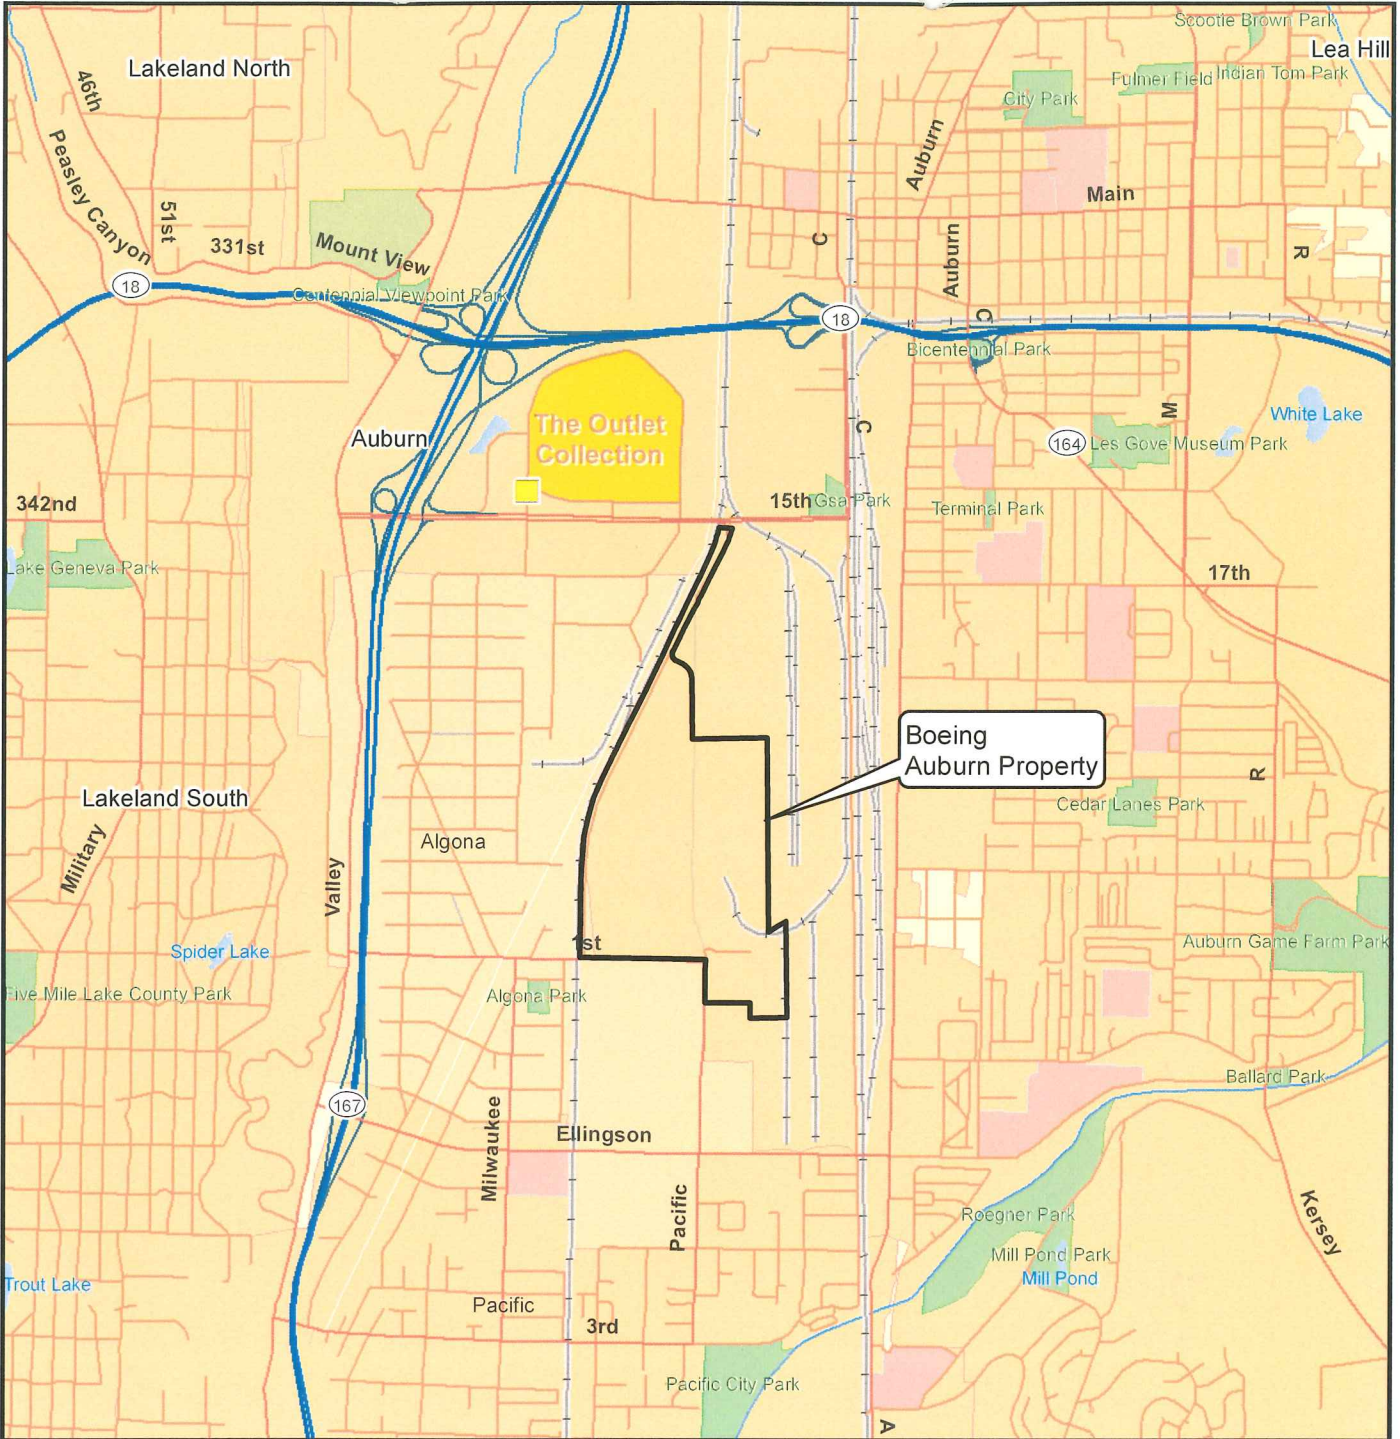 Scootie Brown Park
Lakeland North
Lea Hill
46th
Fulmer Field
Indian Tom Park
City Park
Peasley Canyon
Auburn
Main
51st
331st
Mount View
C
Auburn
R
18
Centennial Viewpoint Park
18
C
Bicentennial Park
The Outlet
Collection
Auburn
C
M
White Lake
164
Les Gove Museum Park
342nd
15th
Gsa Park
Terminal Park
Lake Geneva Park
17th
Boeing
Auburn Property
Lakeland South
R
Cedar Lanes Park
Military
Algona
Valley
1st
Spider Lake
Auburn Game Farm Park
Five Mile Lake County Park
Algona Park
Ballard Park
167
Milwaukee
Ellingson
Pacific
Kersey
Roegner Park
Mill Pond Park
Mill Pond
Trout Lake
Pacific
3rd
Pacific City Park
A